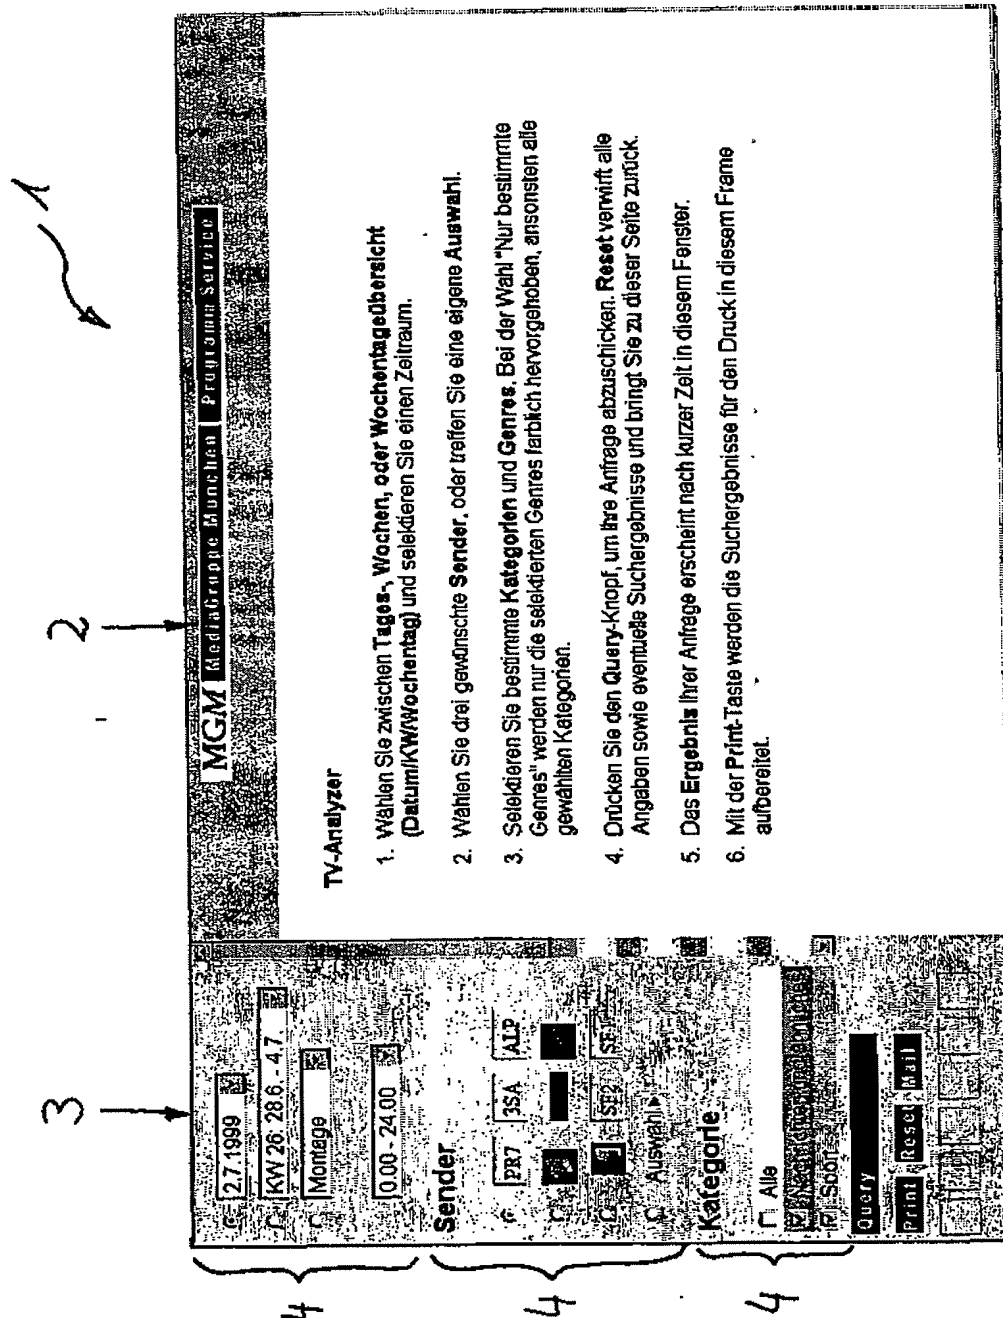 1
2
3
MGM MediaGruppe München Programm Service
2.7.1999
KW 26 28.6. - 4.7
Montage
0.00 - 24.00
Sender
PR7 3SA ALP
SF2 SF1
Auswahl
Kategorie
Alle
Sport
Query
Print Reset Mail
4
4
4
TV-Analyzer
1. Wählen Sie zwischen Tages-, Wochen, oder Wochentageübersicht
(Datum/KW/Wochentag) und selektieren Sie einen Zeitraum.
2. Wählen Sie drei gewünschte Sender, oder treffen Sie eine eigene Auswahl.
3. Selektieren Sie bestimmte Kategorien und Genres. Bei der Wahl "Nur bestimmte
Genres" werden nur die selektierten Genres farblich hervorgehoben, ansonsten alle
gewählten Kategorien.
4. Drücken Sie den Query-Knopf, um Ihre Anfrage abzuschicken. Reset verwirft alle
Angaben sowie eventuelle Suchergebnisse und bringt Sie zu dieser Seite zurück.
5. Das Ergebnis Ihrer Anfrage erscheint nach kurzer Zeit in diesem Fenster.
6. Mit der Print-Taste werden die Suchergebnisse für den Druck in diesem Frame
aufbereitet.